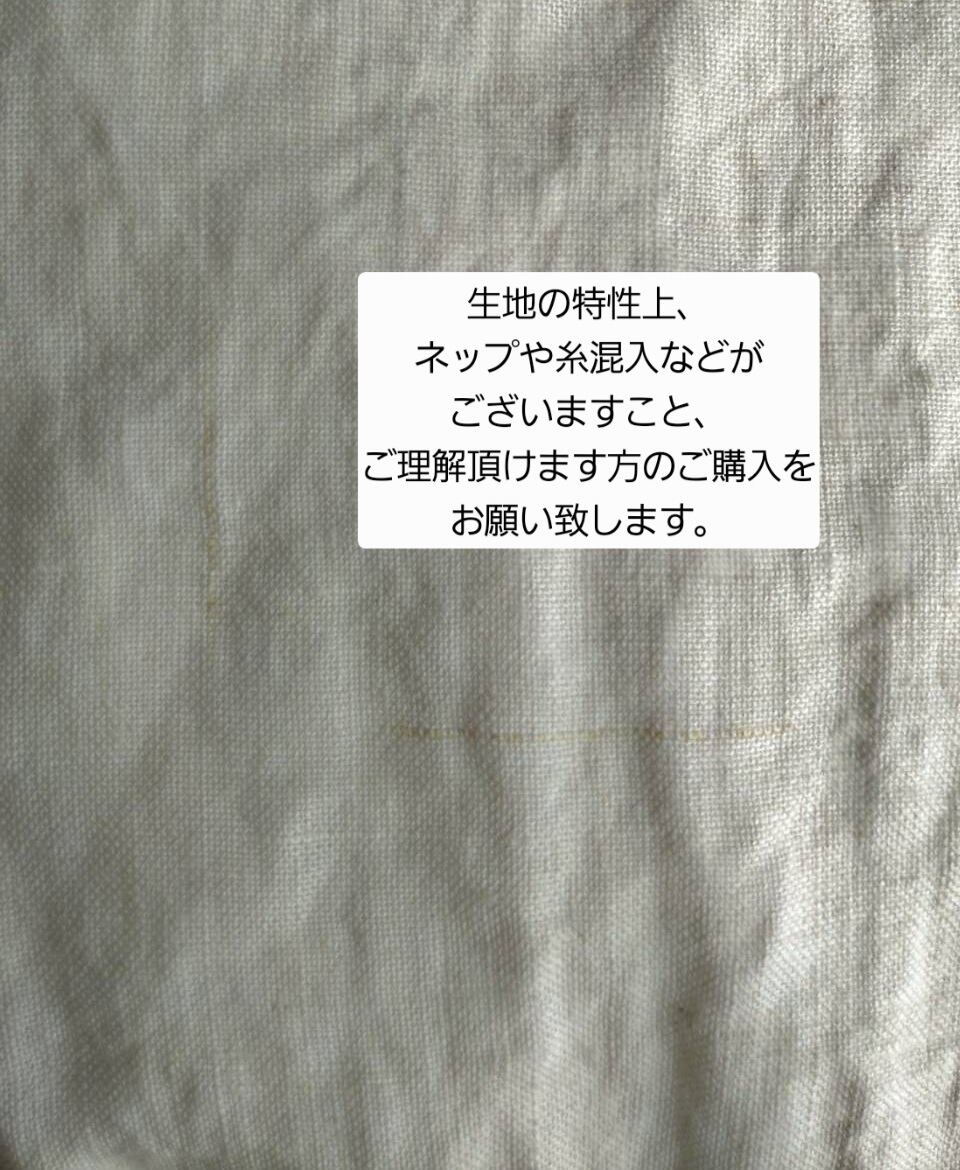 生地の特性上、
ネップや糸混入などが
ございますこと、
ご理解頂けます方のご購入を
お願い致します。